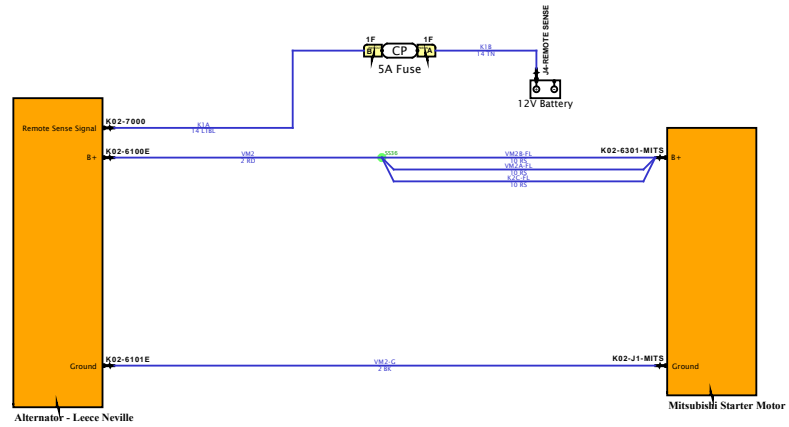 1F
1F
B
CP
A
5A Fuse
K1B
14 TN
J4-REMOTE SENSE
12V Battery
K02-7000
Remote Sense Signal
K1A
14 LTBL
K02-6100E
B+
VM2
2 RD
SS36
VM2B-FL
10 RS
VM2A-FL
10 RS
K2C-FL
10 RS
K02-6301-MITS
B+
K02-6101E
Ground
VM2-G
2 BK
K02-J1-MITS
Ground
Alternator - Leece Neville
Mitsubishi Starter Motor